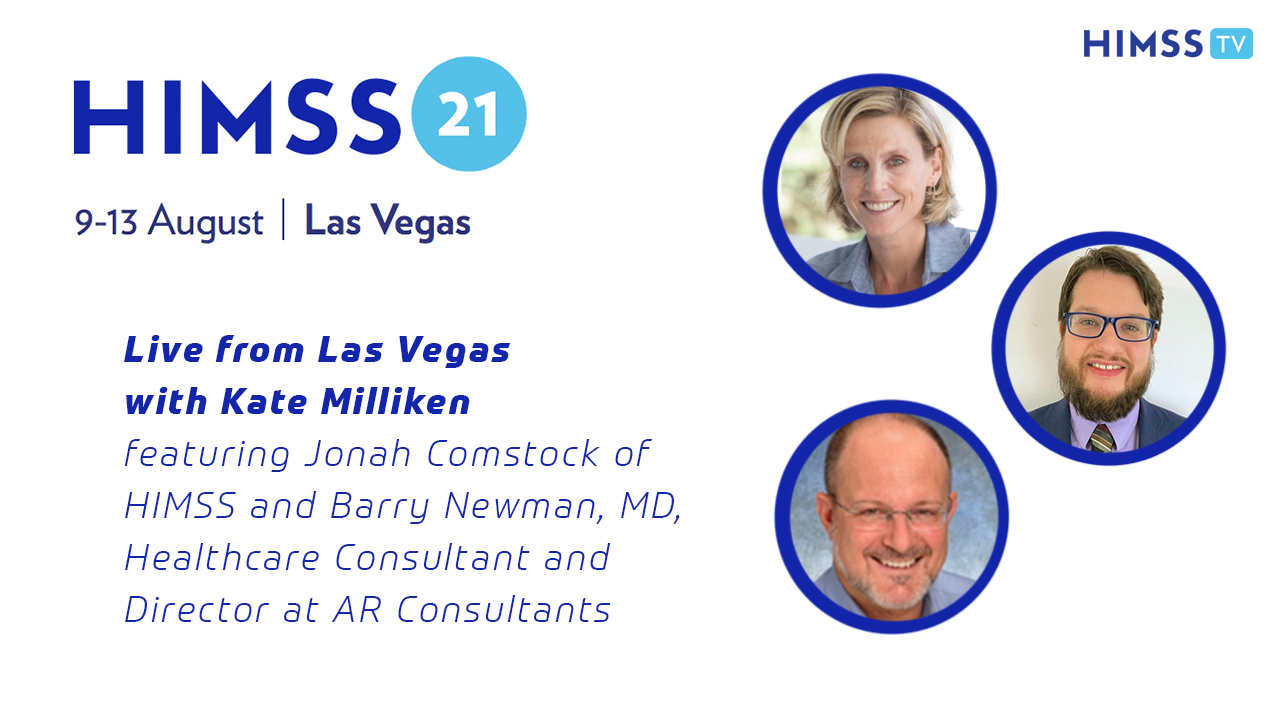 HIMSS TV
HIMSS 21
9-13 August | Las Vegas
Live from Las Vegas
with Kate Milliken
featuring Jonah Comstock of
HIMSS and Barry Newman, MD,
Healthcare Consultant and
Director at AR Consultants